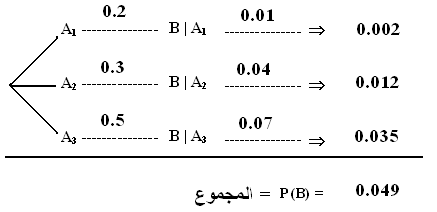 0.2 0.01
A₁ -------------- B | A₁ -------------- ⇒ 0.002
0.3 0.04
A₂ -------------- B | A₂ -------------- ⇒ 0.012
0.5 0.07
A₃ -------------- B | A₃ -------------- ⇒ 0.035
المجموع = P(B) = 0.049